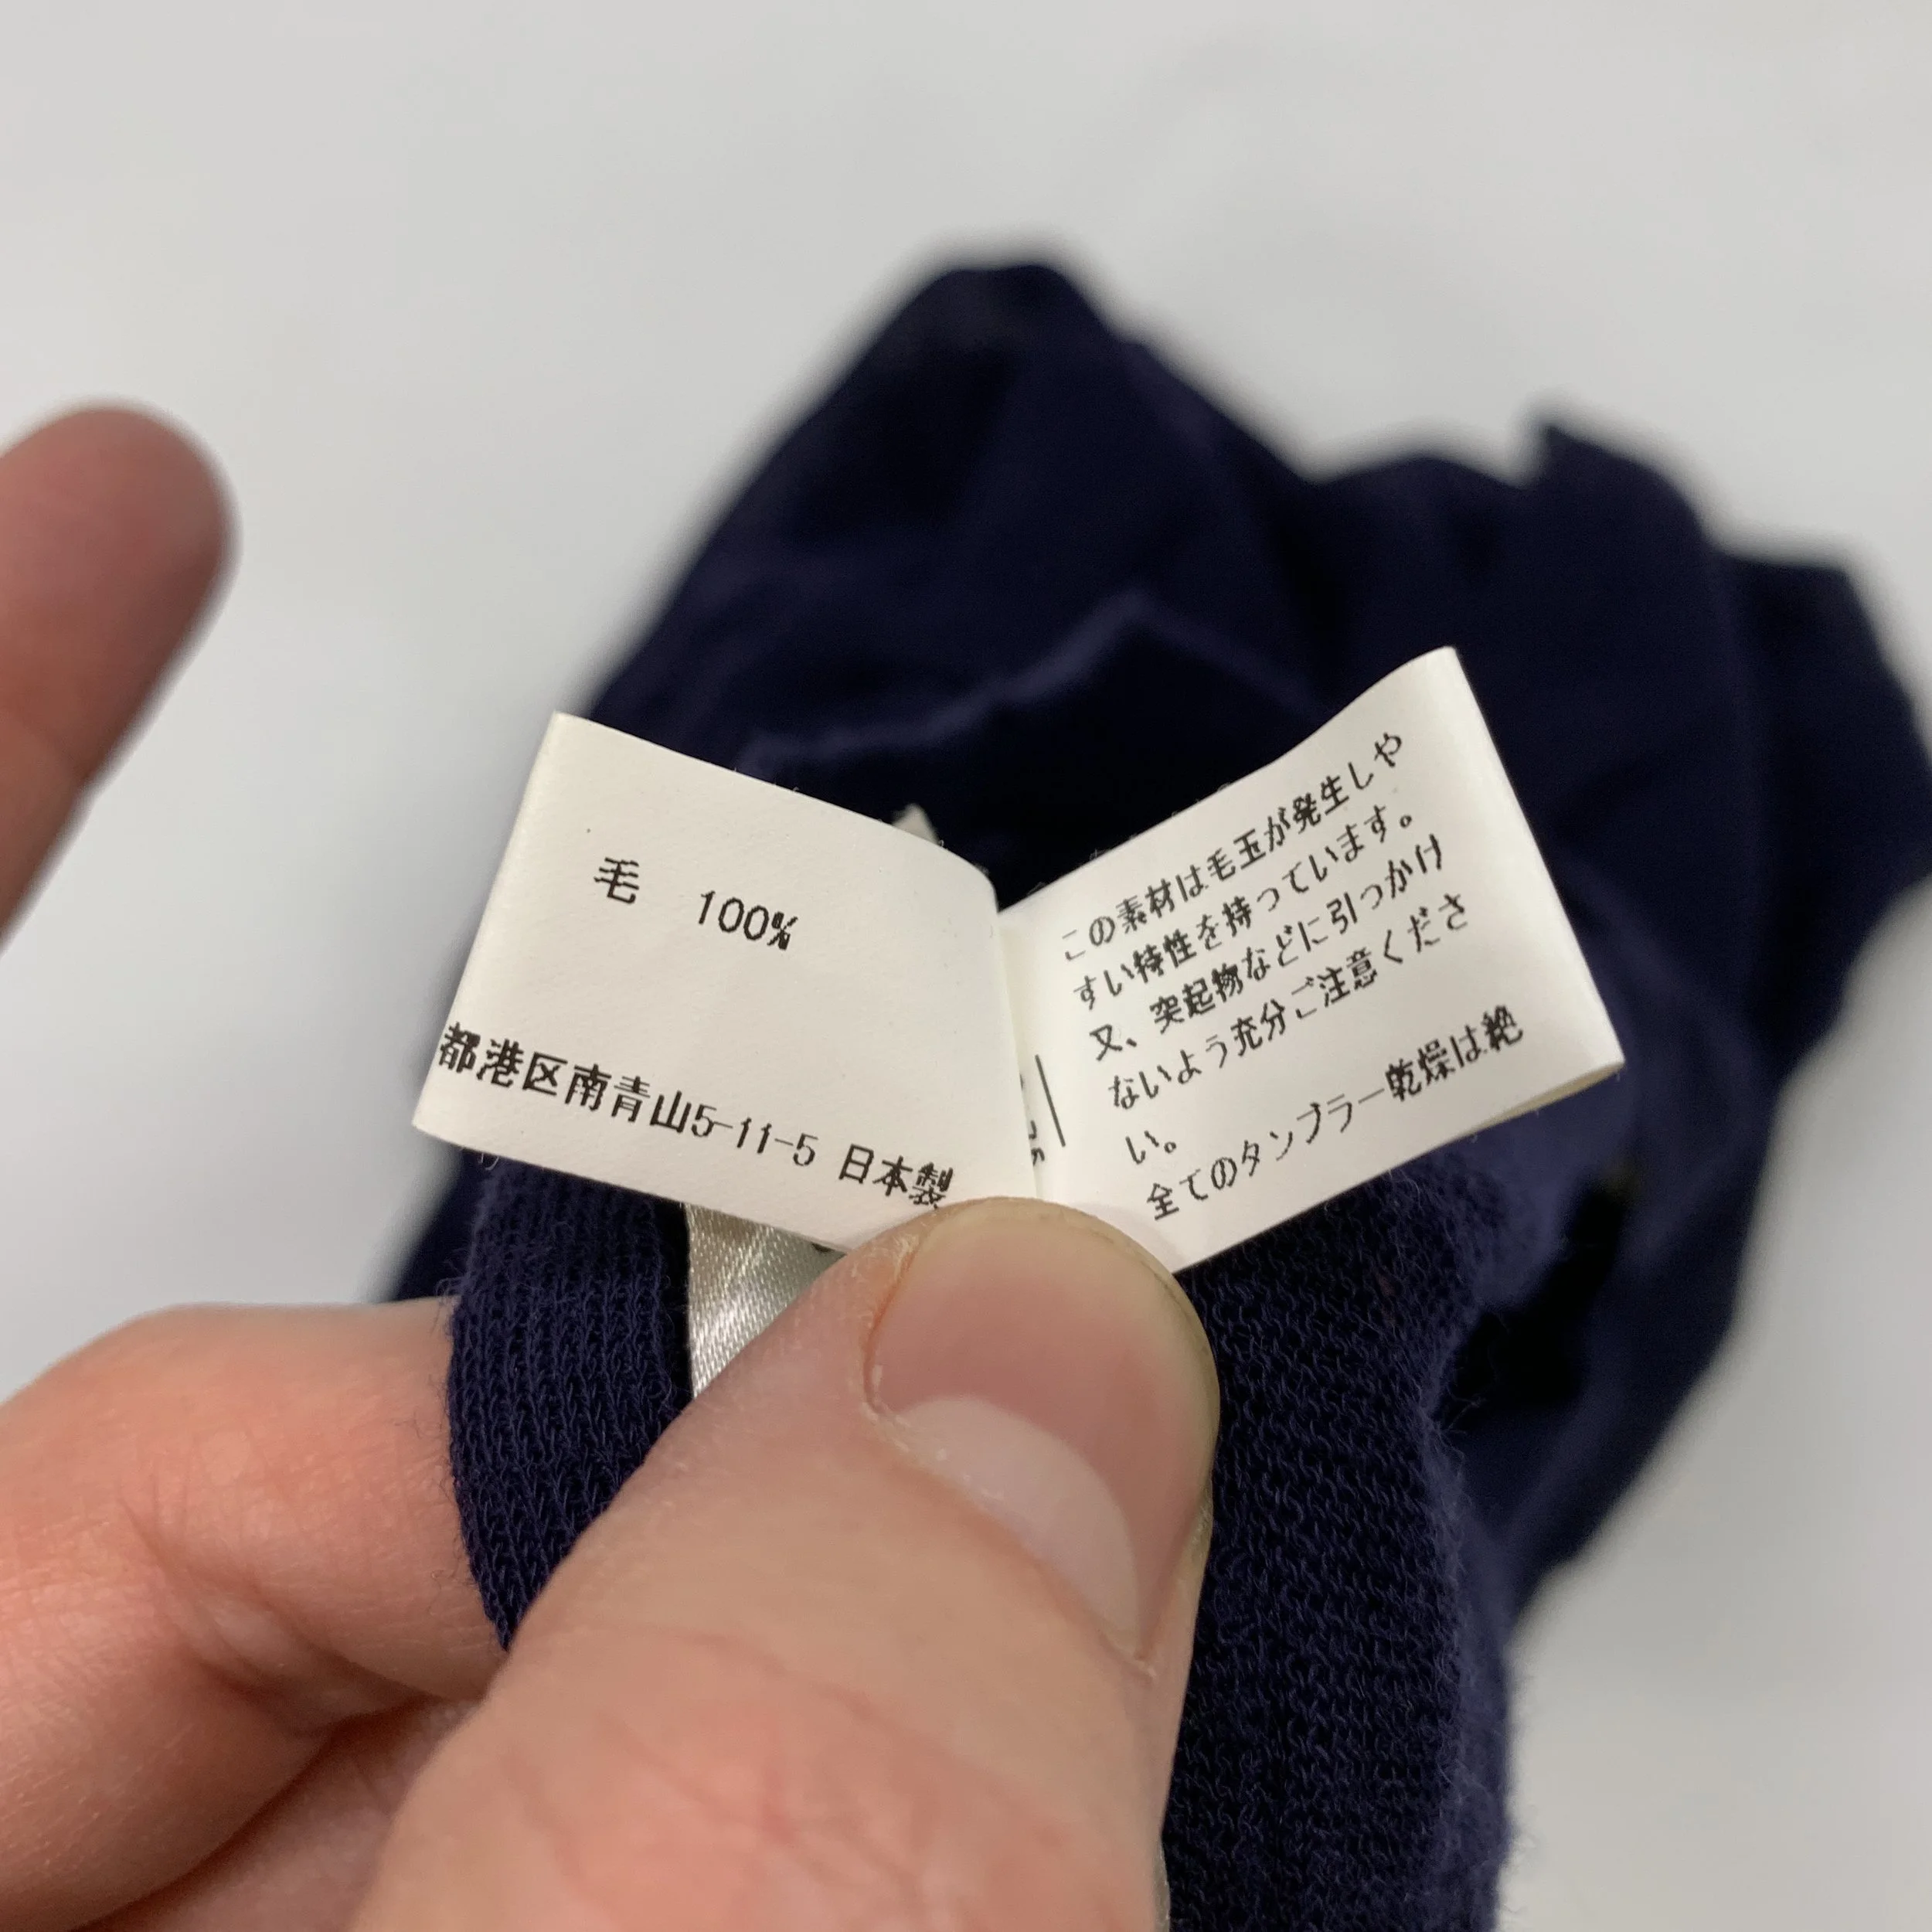 毛 100%
都港区南青山5-11-5 日本製
この素材は毛玉が発生しや
すい特性を持っています。
又、突起物などに引っかけ
ないよう充分ご注意くださ
い。
全てのタンブラー乾燥は絶